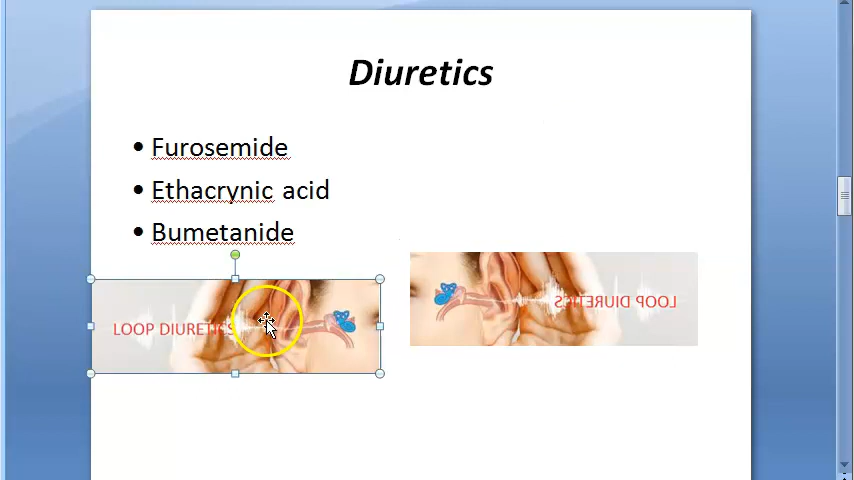 Diuretics
• Furosemide
• Ethacrynic acid
• Bumetanide
LOOP DIURETICS
LOOP DIURETICS